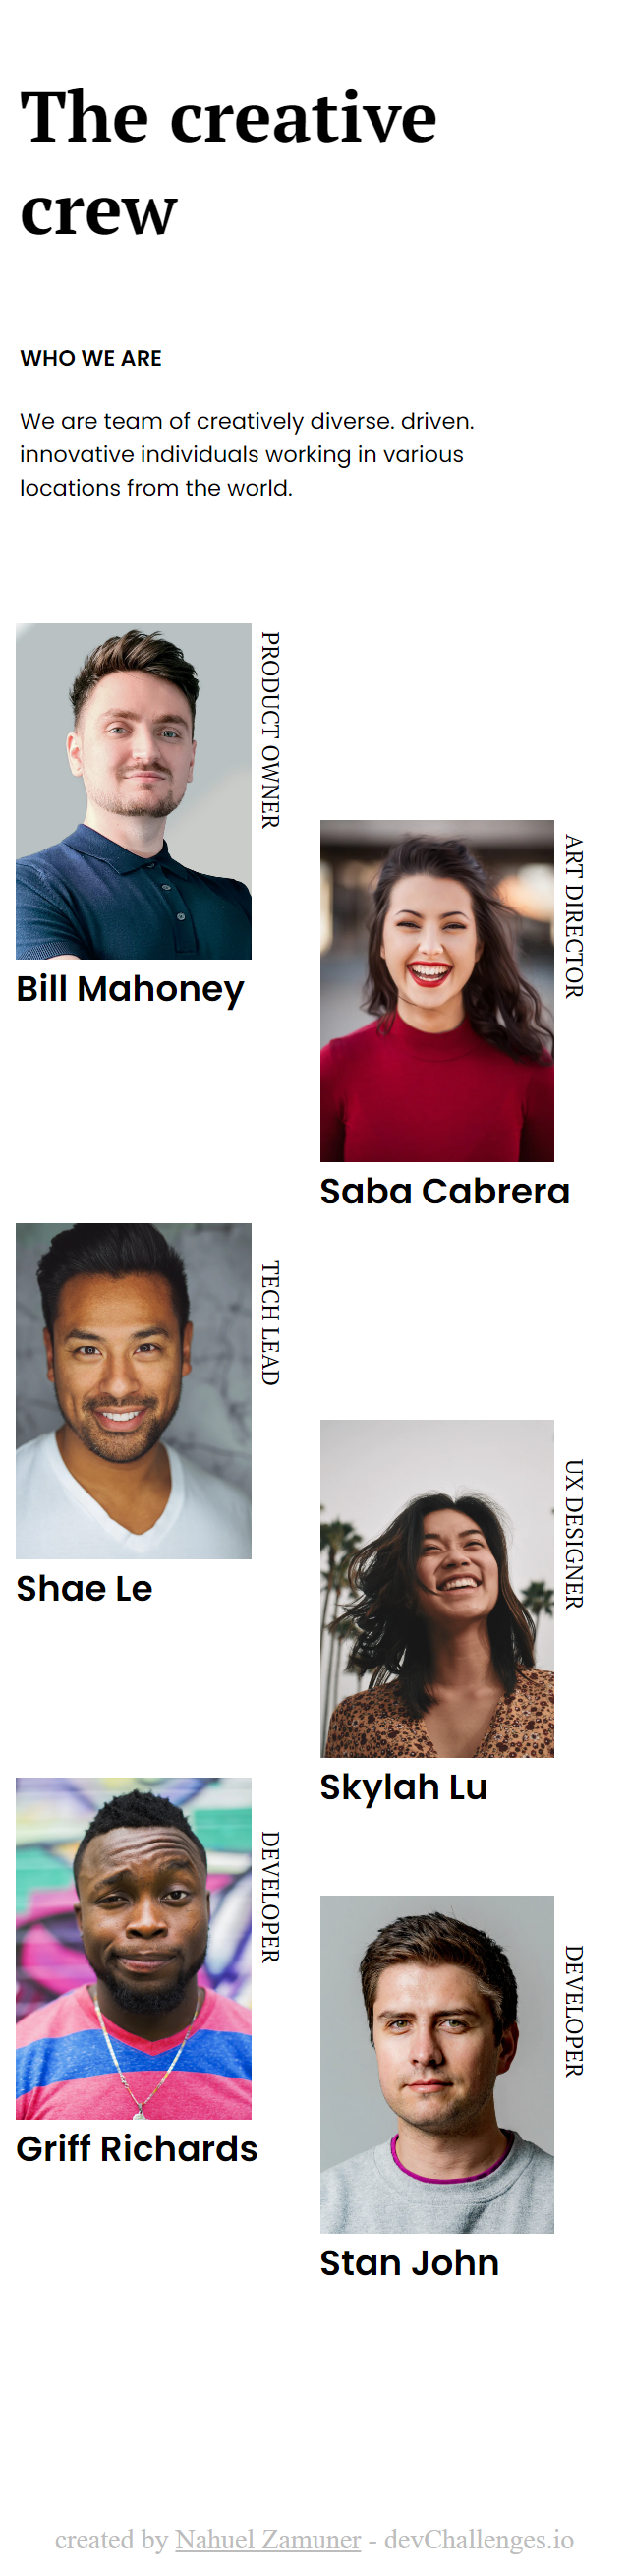 The creative
crew
WHO WE ARE
We are team of creatively diverse. driven.
innovative individuals working in various
locations from the world.
PRODUCT OWNER
Bill Mahoney
ART DIRECTOR
Saba Cabrera
TECH LEAD
Shae Le
UX DESIGNER
Skylah Lu
DEVELOPER
Griff Richards
DEVELOPER
Stan John
created by Nahuel Zamuner - devChallenges.io